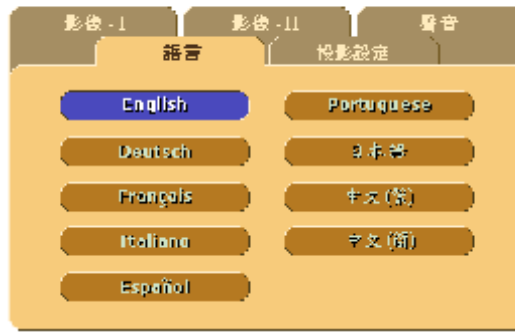 影像 - I 影像 - II 聲音
語言 投影設定
English Portuguese
Deutsch 日本語
Français 中文 (繁)
Italiano 中文 (簡)
Español